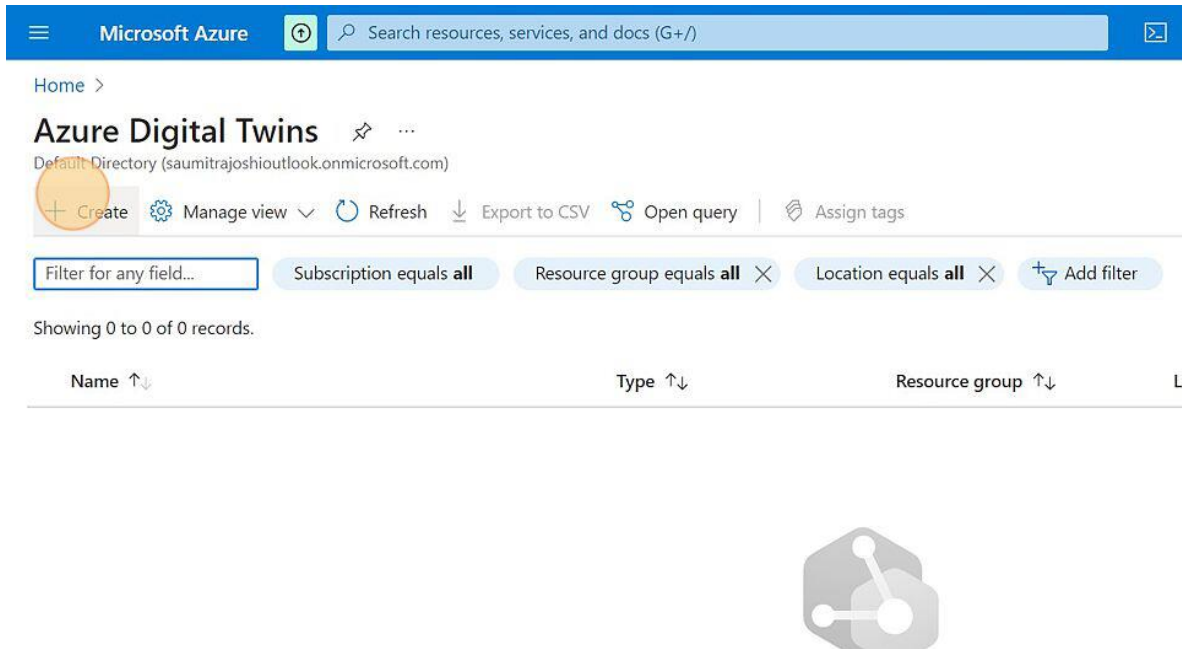 Microsoft Azure Search resources, services, and docs (G+/)
Home >
Azure Digital Twins ...
Default Directory (saumitrajoshioutlook.onmicrosoft.com)
+ Create Manage view Refresh Export to CSV Open query Assign tags
Filter for any field... Subscription equals all Resource group equals all Location equals all Add filter
Showing 0 to 0 of 0 records.
Name Type Resource group L